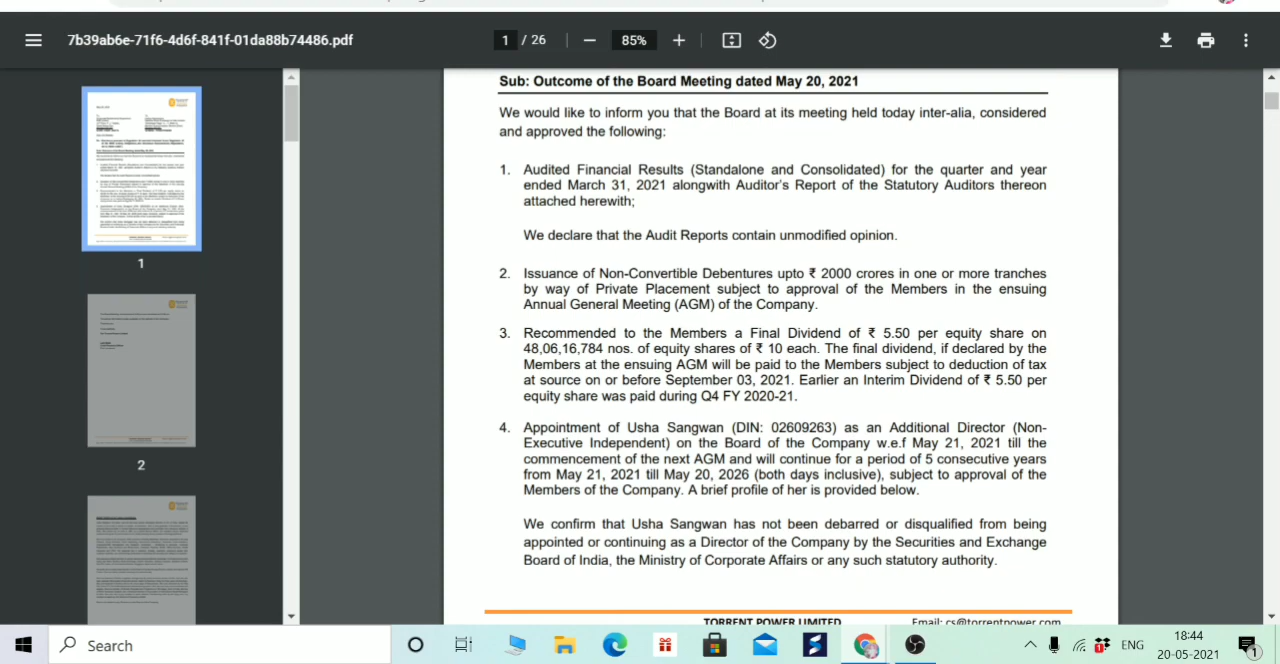 7b39ab6e-71f6-4d6f-841f-01da88b74486.pdf
1 / 26
85%
Sub: Outcome of the Board Meeting dated May 20, 2021
We would like to inform you that the Board at its meeting held today inter-alia, considered
and approved the following:
1. Audited Financial Results (Standalone and Consolidated) for the quarter and year
ended March 31, 2021 alongwith Auditor's Report of the Statutory Auditors thereon
attached herewith;
We declare that the Audit Reports contain unmodified opinion.
2. Issuance of Non-Convertible Debentures upto ₹ 2000 crores in one or more tranches
by way of Private Placement subject to approval of the Members in the ensuing
Annual General Meeting (AGM) of the Company.
3. Recommended to the Members a Final Dividend of ₹ 5.50 per equity share on
48,06,16,784 nos. of equity shares of ₹ 10 each. The final dividend, if declared by the
Members at the ensuing AGM will be paid to the Members subject to deduction of tax
at source on or before September 03, 2021. Earlier an Interim Dividend of ₹ 5.50 per
equity share was paid during Q4 FY 2020-21.
4. Appointment of Usha Sangwan (DIN: 02609263) as an Additional Director (Non-
Executive Independent) on the Board of the Company w.e.f May 21, 2021 till the
commencement of the next AGM and will continue for a period of 5 consecutive years
from May 21, 2021 till May 20, 2026 (both days inclusive), subject to approval of the
Members of the Company. A brief profile of her is provided below.
We confirm that Usha Sangwan has not been debarred or disqualified from being
appointed or continuing as a Director of the Company by the Securities and Exchange
Board of India, the Ministry of Corporate Affairs or any such statutory authority.
TORRENT POWER LIMITED
Email: cs@torrentpower.com
1
2
Search
ENG
18:44
20-05-2021
1
1